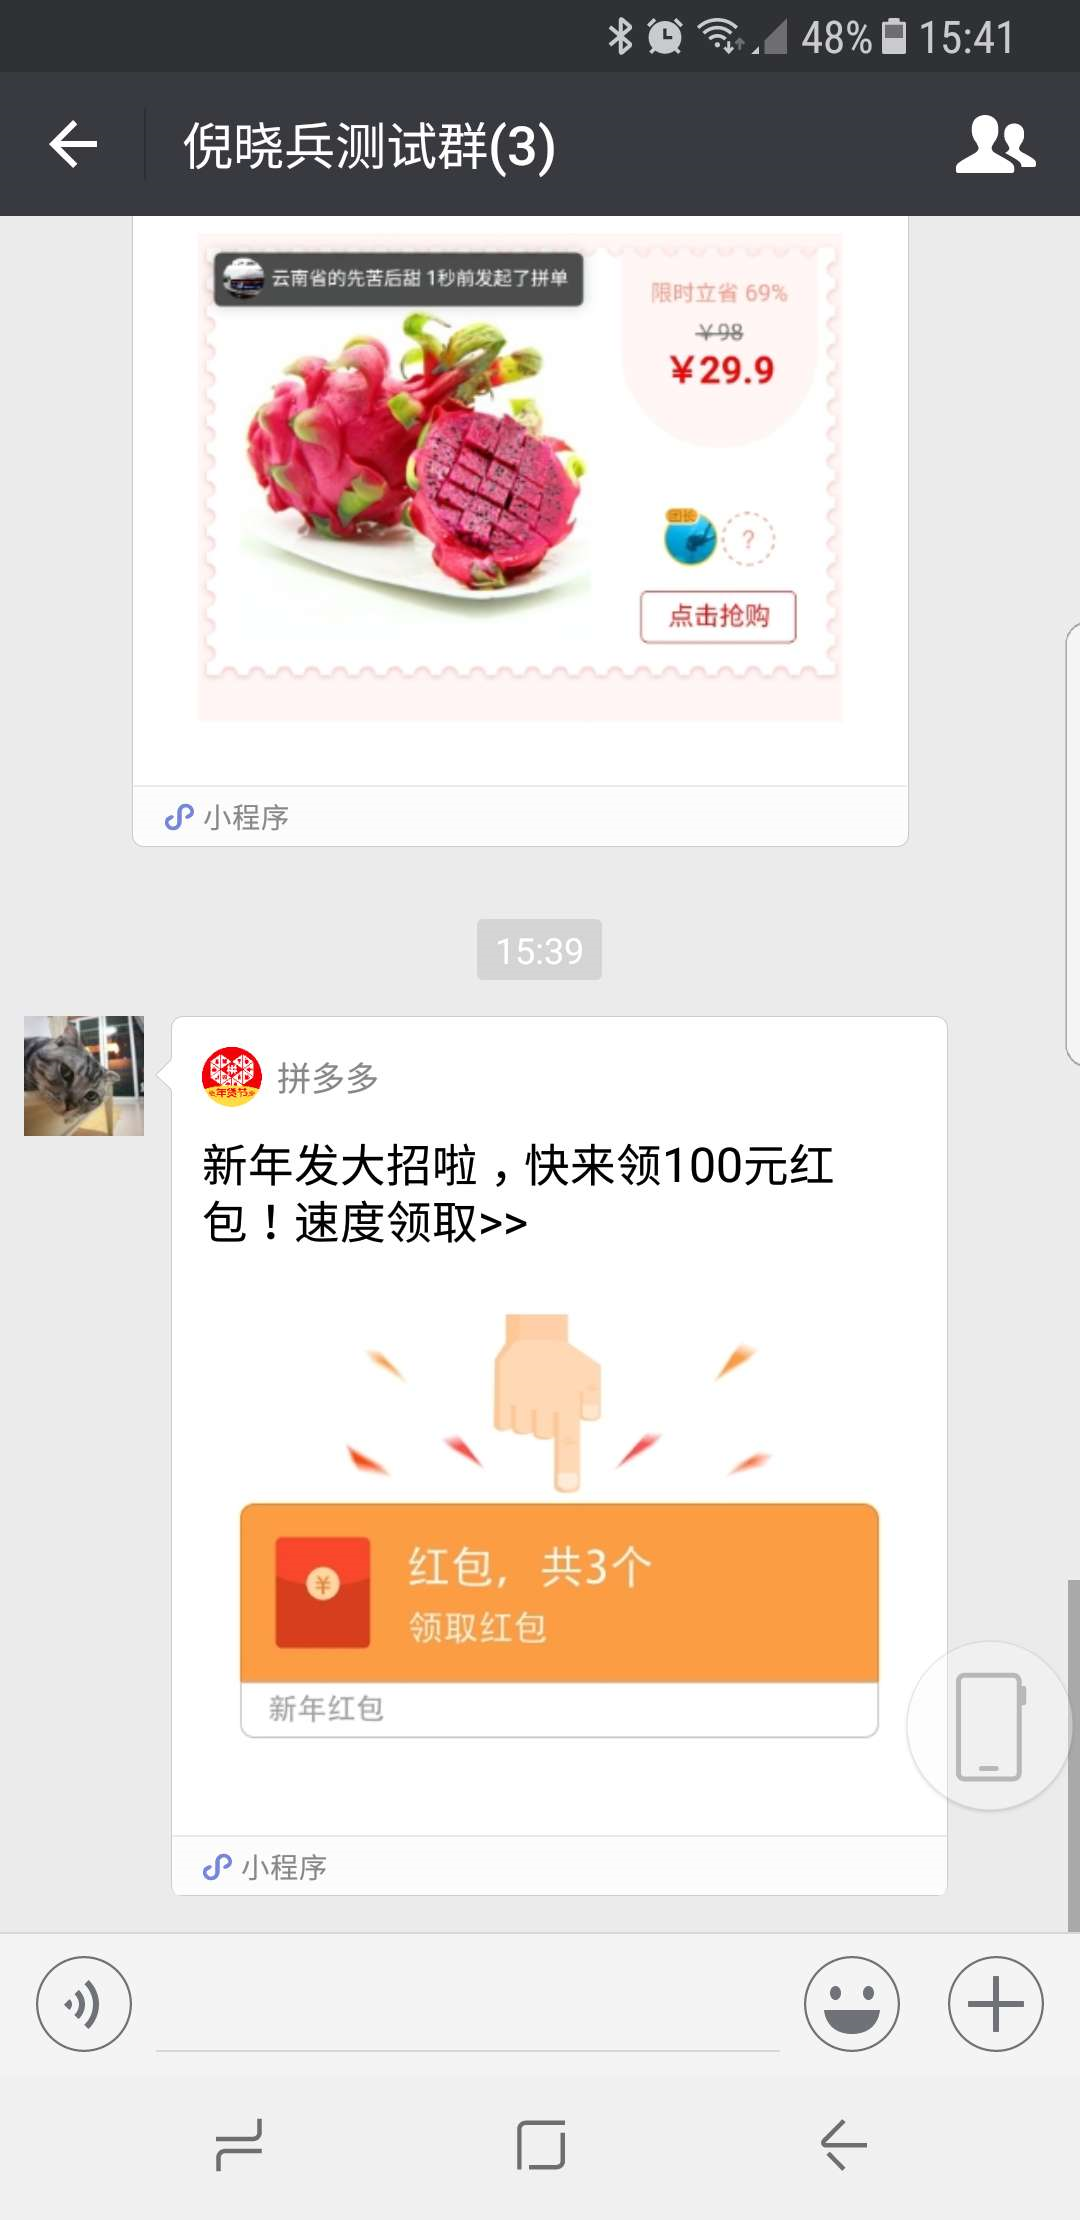 48% 15:41
倪晓兵测试群(3)
云南省的先苦后甜 1秒前发起了拼单
限时立省 69%
￥98
￥29.9
团长
?
点击抢购
小程序
15:39
拼
年货节
拼多多
新年发大招啦，快来领100元红
包！速度领取>>
¥
红包，共3个
领取红包
新年红包
小程序